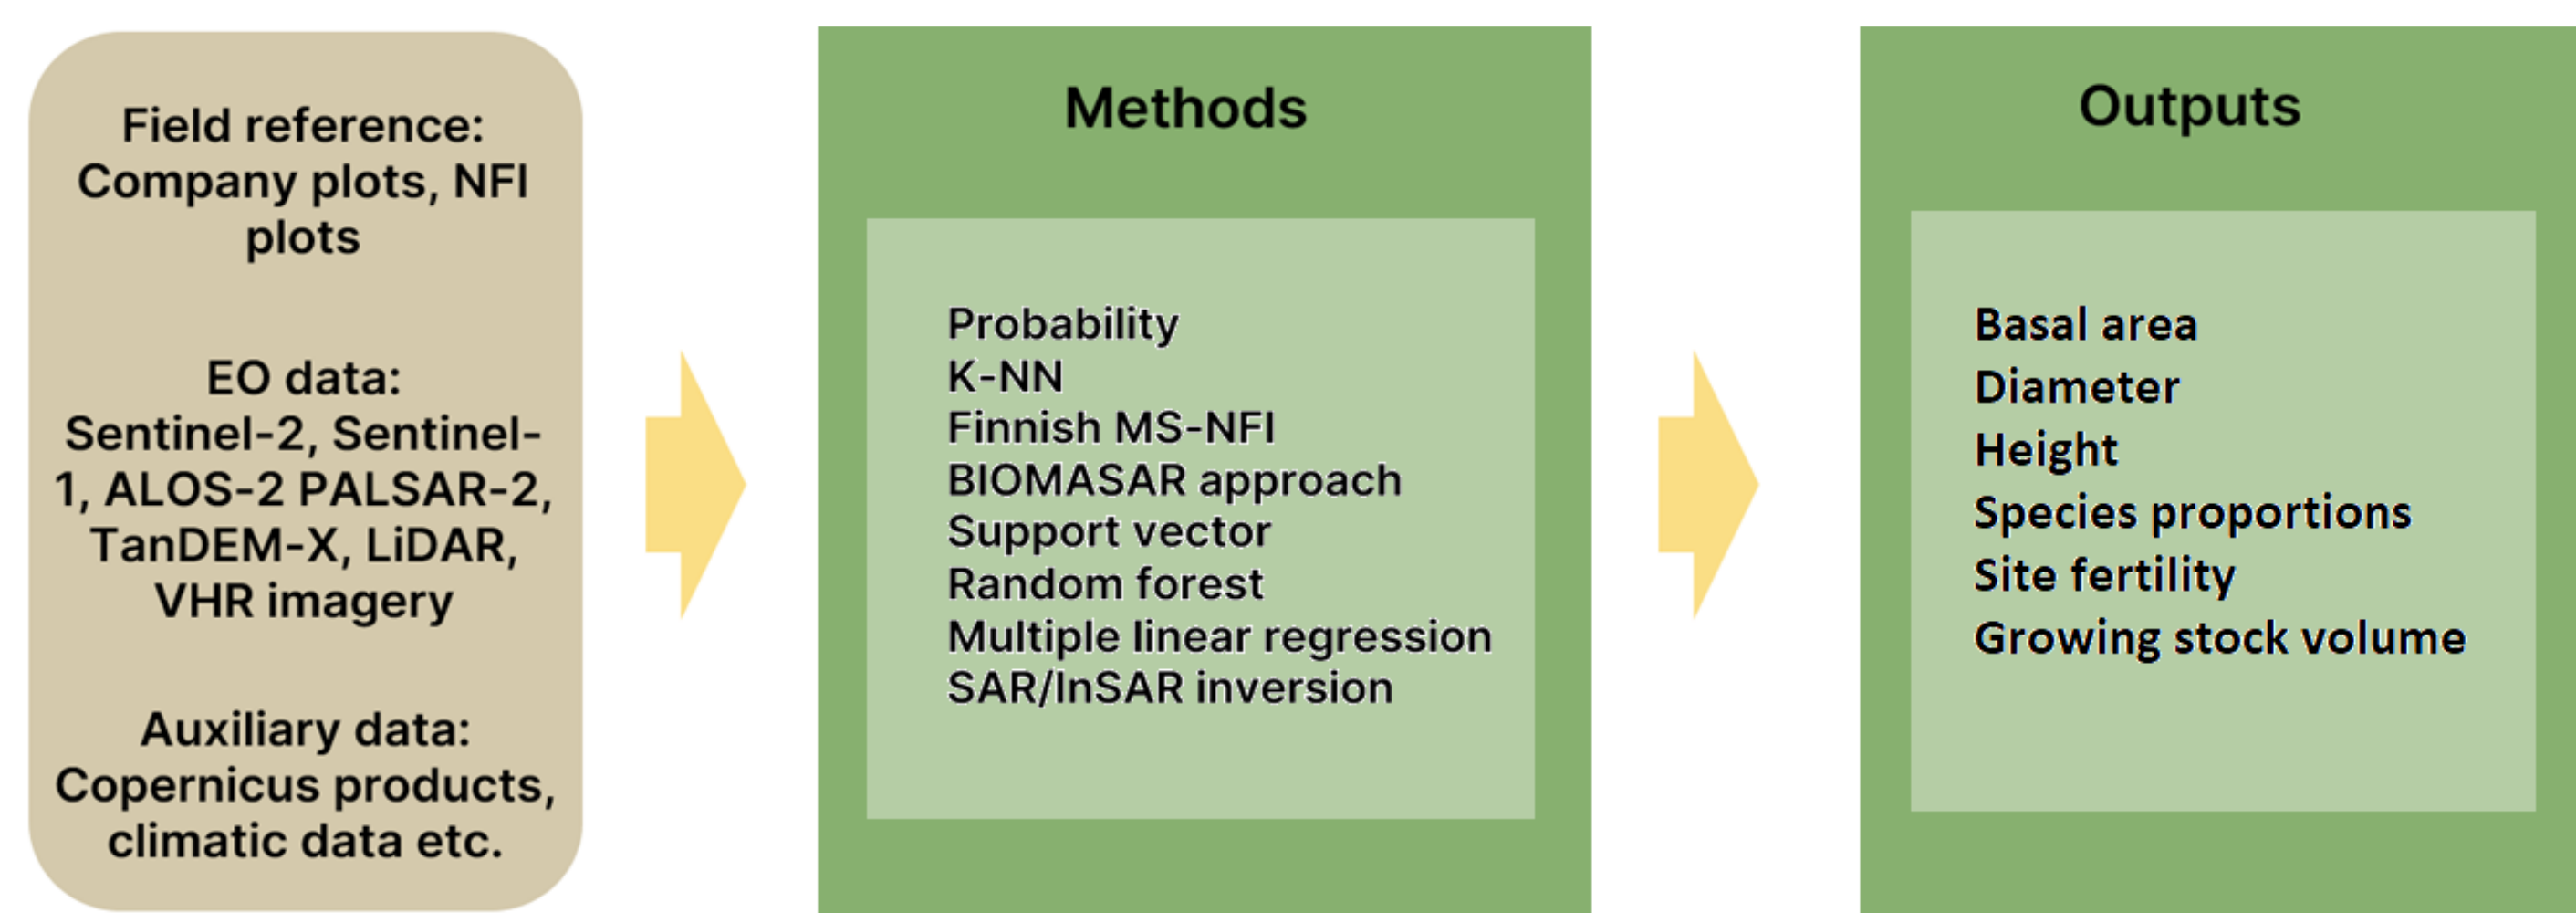 Field reference:
Company plots, NFI
plots
EO data:
Sentinel-2, Sentinel-
1, ALOS-2 PALSAR-2,
TanDEM-X, LiDAR,
VHR imagery
Auxiliary data:
Copernicus products,
climatic data etc.
Methods
Probability
K-NN
Finnish MS-NFI
BIOMASAR approach
Support vector
Random forest
Multiple linear regression
SAR/InSAR inversion
Outputs
Basal area
Diameter
Height
Species proportions
Site fertility
Growing stock volume